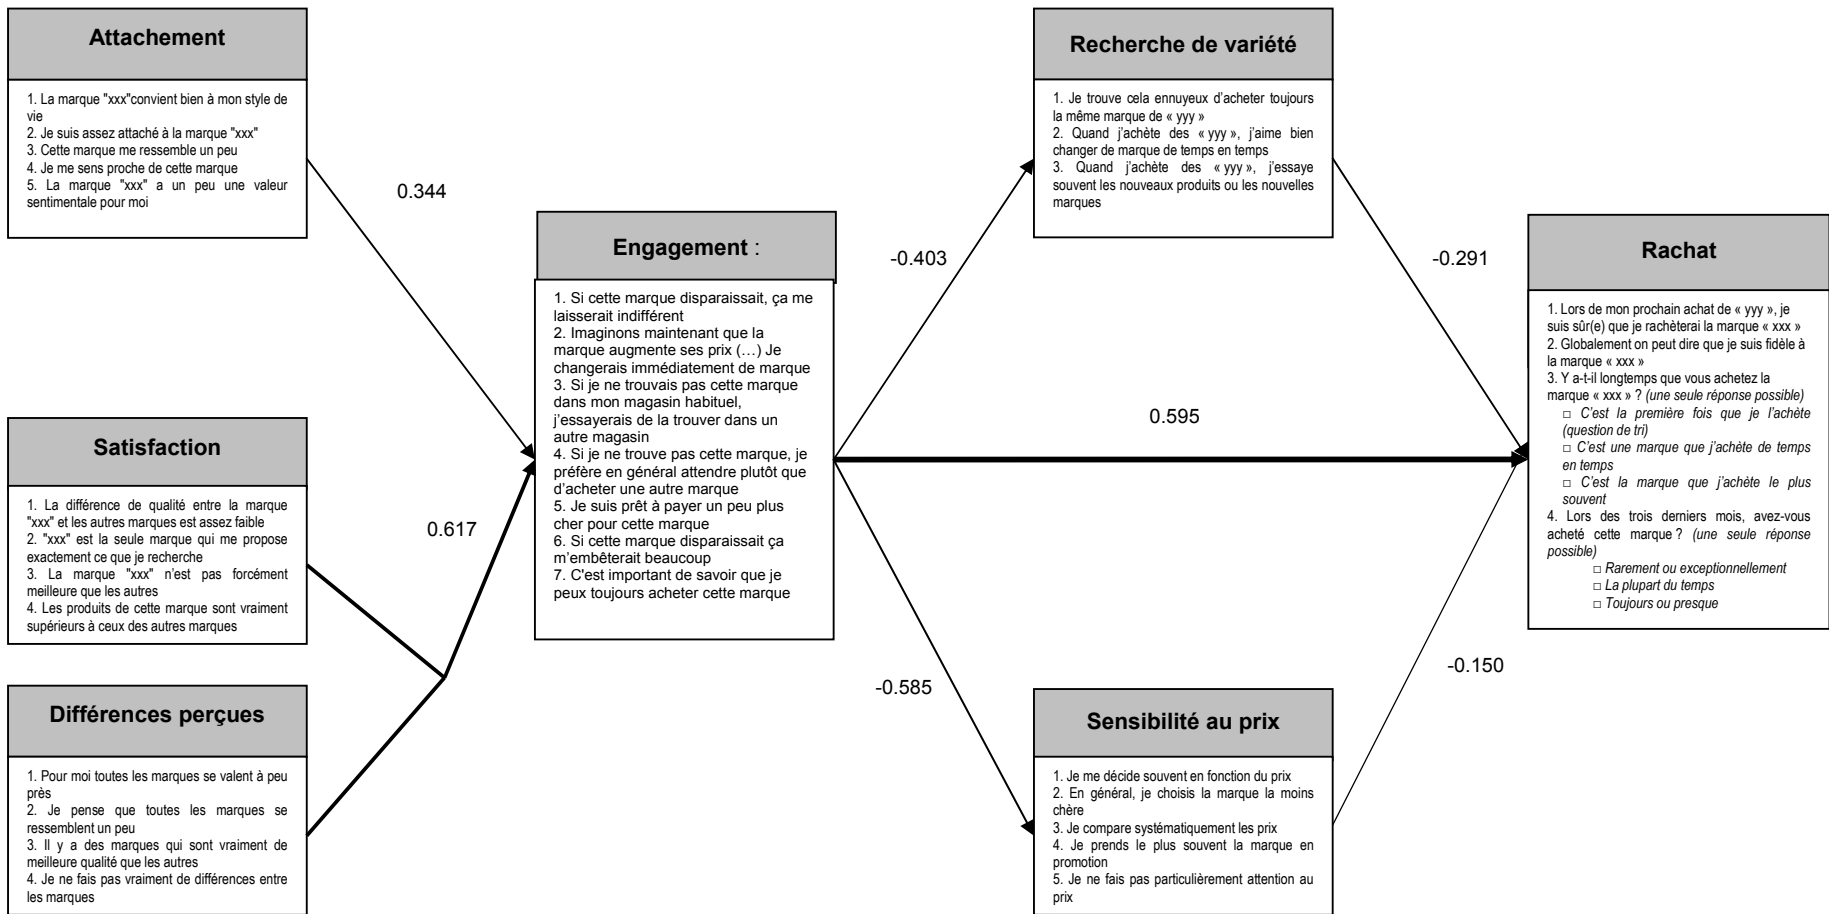 Attachement
1. La marque "xxx"convient bien à mon style de
vie
2. Je suis assez attaché à la marque "xxx"
3. Cette marque me ressemble un peu
4. Je me sens proche de cette marque
5. La marque "xxx" a un peu une valeur
sentimentale pour moi
0.344
Satisfaction
1. La différence de qualité entre la marque
"xxx" et les autres marques est assez faible
2. "xxx" est la seule marque qui me propose
exactement ce que je recherche
3. La marque "xxx" n'est pas forcément
meilleure que les autres
4. Les produits de cette marque sont vraiment
supérieurs à ceux des autres marques
0.617
Différences perçues
1. Pour moi toutes les marques se valent à peu
près
2. Je pense que toutes les marques se
ressemblent un peu
3. Il y a des marques qui sont vraiment de
meilleure qualité que les autres
4. Je ne fais pas vraiment de différences entre
les marques
Engagement :
1. Si cette marque disparaissait, ça me
laisserait indifférent
2. Imaginons maintenant que la
marque augmente ses prix (…) Je
changerais immédiatement de marque
3. Si je ne trouvais pas cette marque
dans mon magasin habituel,
j'essayerais de la trouver dans un
autre magasin
4. Si je ne trouve pas cette marque, je
préfère en général attendre plutôt que
d'acheter une autre marque
5. Je suis prêt à payer un peu plus
cher pour cette marque
6. Si cette marque disparaissait ça
m'embêterait beaucoup
7. C'est important de savoir que je
peux toujours acheter cette marque
-0.403
0.595
-0.585
Recherche de variété
1. Je trouve cela ennuyeux d'acheter toujours
la même marque de « yyy »
2. Quand j'achète des « yyy », j'aime bien
changer de marque de temps en temps
3. Quand j'achète des « yyy », j'essaye
souvent les nouveaux produits ou les nouvelles
marques
-0.291
Sensibilité au prix
1. Je me décide souvent en fonction du prix
2. En général, je choisis la marque la moins
chère
3. Je compare systématiquement les prix
4. Je prends le plus souvent la marque en
promotion
5. Je ne fais pas particulièrement attention au
prix
-0.150
Rachat
1. Lors de mon prochain achat de « yyy », je
suis sûr(e) que je rachèterai la marque « xxx »
2. Globalement on peut dire que je suis fidèle à
la marque « xxx »
3. Y a-t-il longtemps que vous achetez la
marque « xxx » ? (une seule réponse possible)
□ C'est la première fois que je l'achète
(question de tri)
□ C'est une marque que j'achète de temps
en temps
□ C'est la marque que j'achète le plus
souvent
4. Lors des trois derniers mois, avez-vous
acheté cette marque ? (une seule réponse
possible)
□ Rarement ou exceptionnellement
□ La plupart du temps
□ Toujours ou presque